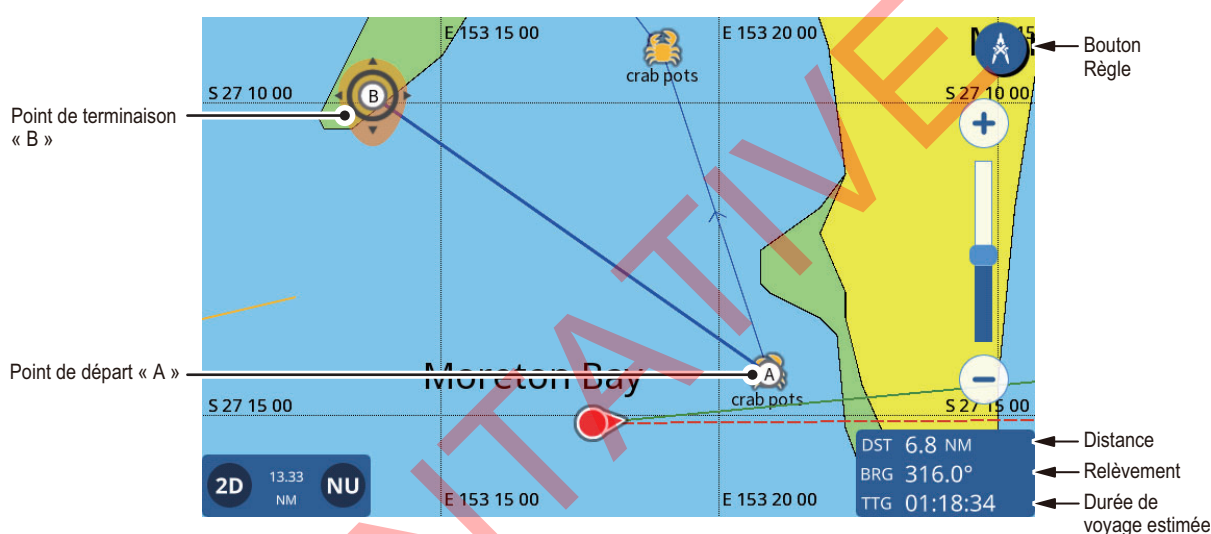 E 153 15 00
E 153 20 00
15
M
Bouton
Règle
crab pots
S 27 10 00
S 27 10 00
B
Point de terminaison
« B »
+
Point de départ « A »
A
Moreton Bay
crab pots
−
S 27 15 00
S 27 15 00
DST 6.8 NM
Distance
2D
13.33
NM
NU
BRG 316.0°
Relèvement
E 153 15 00
E 153 20 00
TTG 01:18:34
Durée de
voyage estimée